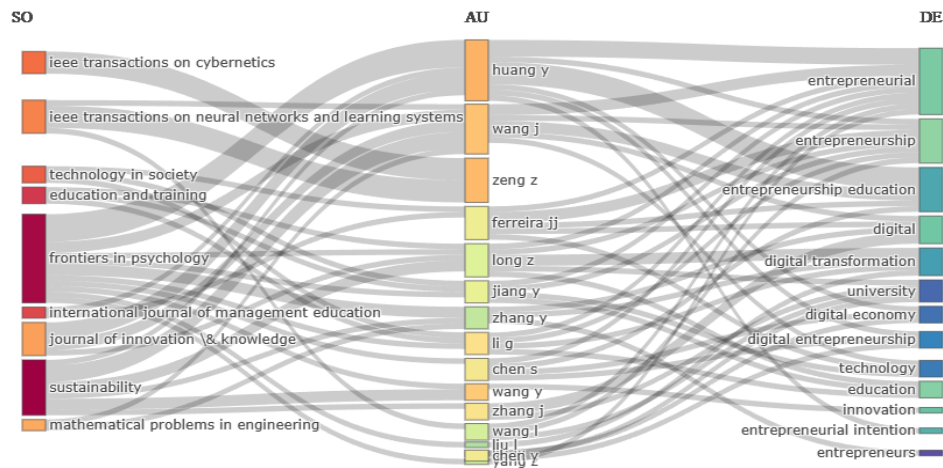 SO
AU
DE
ieee transactions on cybernetics
ieee transactions on neural networks and learning systems
technology in society
education and training
frontiers in psychology
international journal of management education
journal of innovation \& knowledge
sustainability
mathematical problems in engineering
huang y
wang j
zeng z
ferreira jj
long z
jiang y
zhang y
li g
chen s
wang y
zhang j
wang l
liu l
chen y
yang z
entrepreneurial
entrepreneurship
entrepreneurship education
digital
digital transformation
university
digital economy
digital entrepreneurship
technology
education
innovation
entrepreneurial intention
entrepreneurs